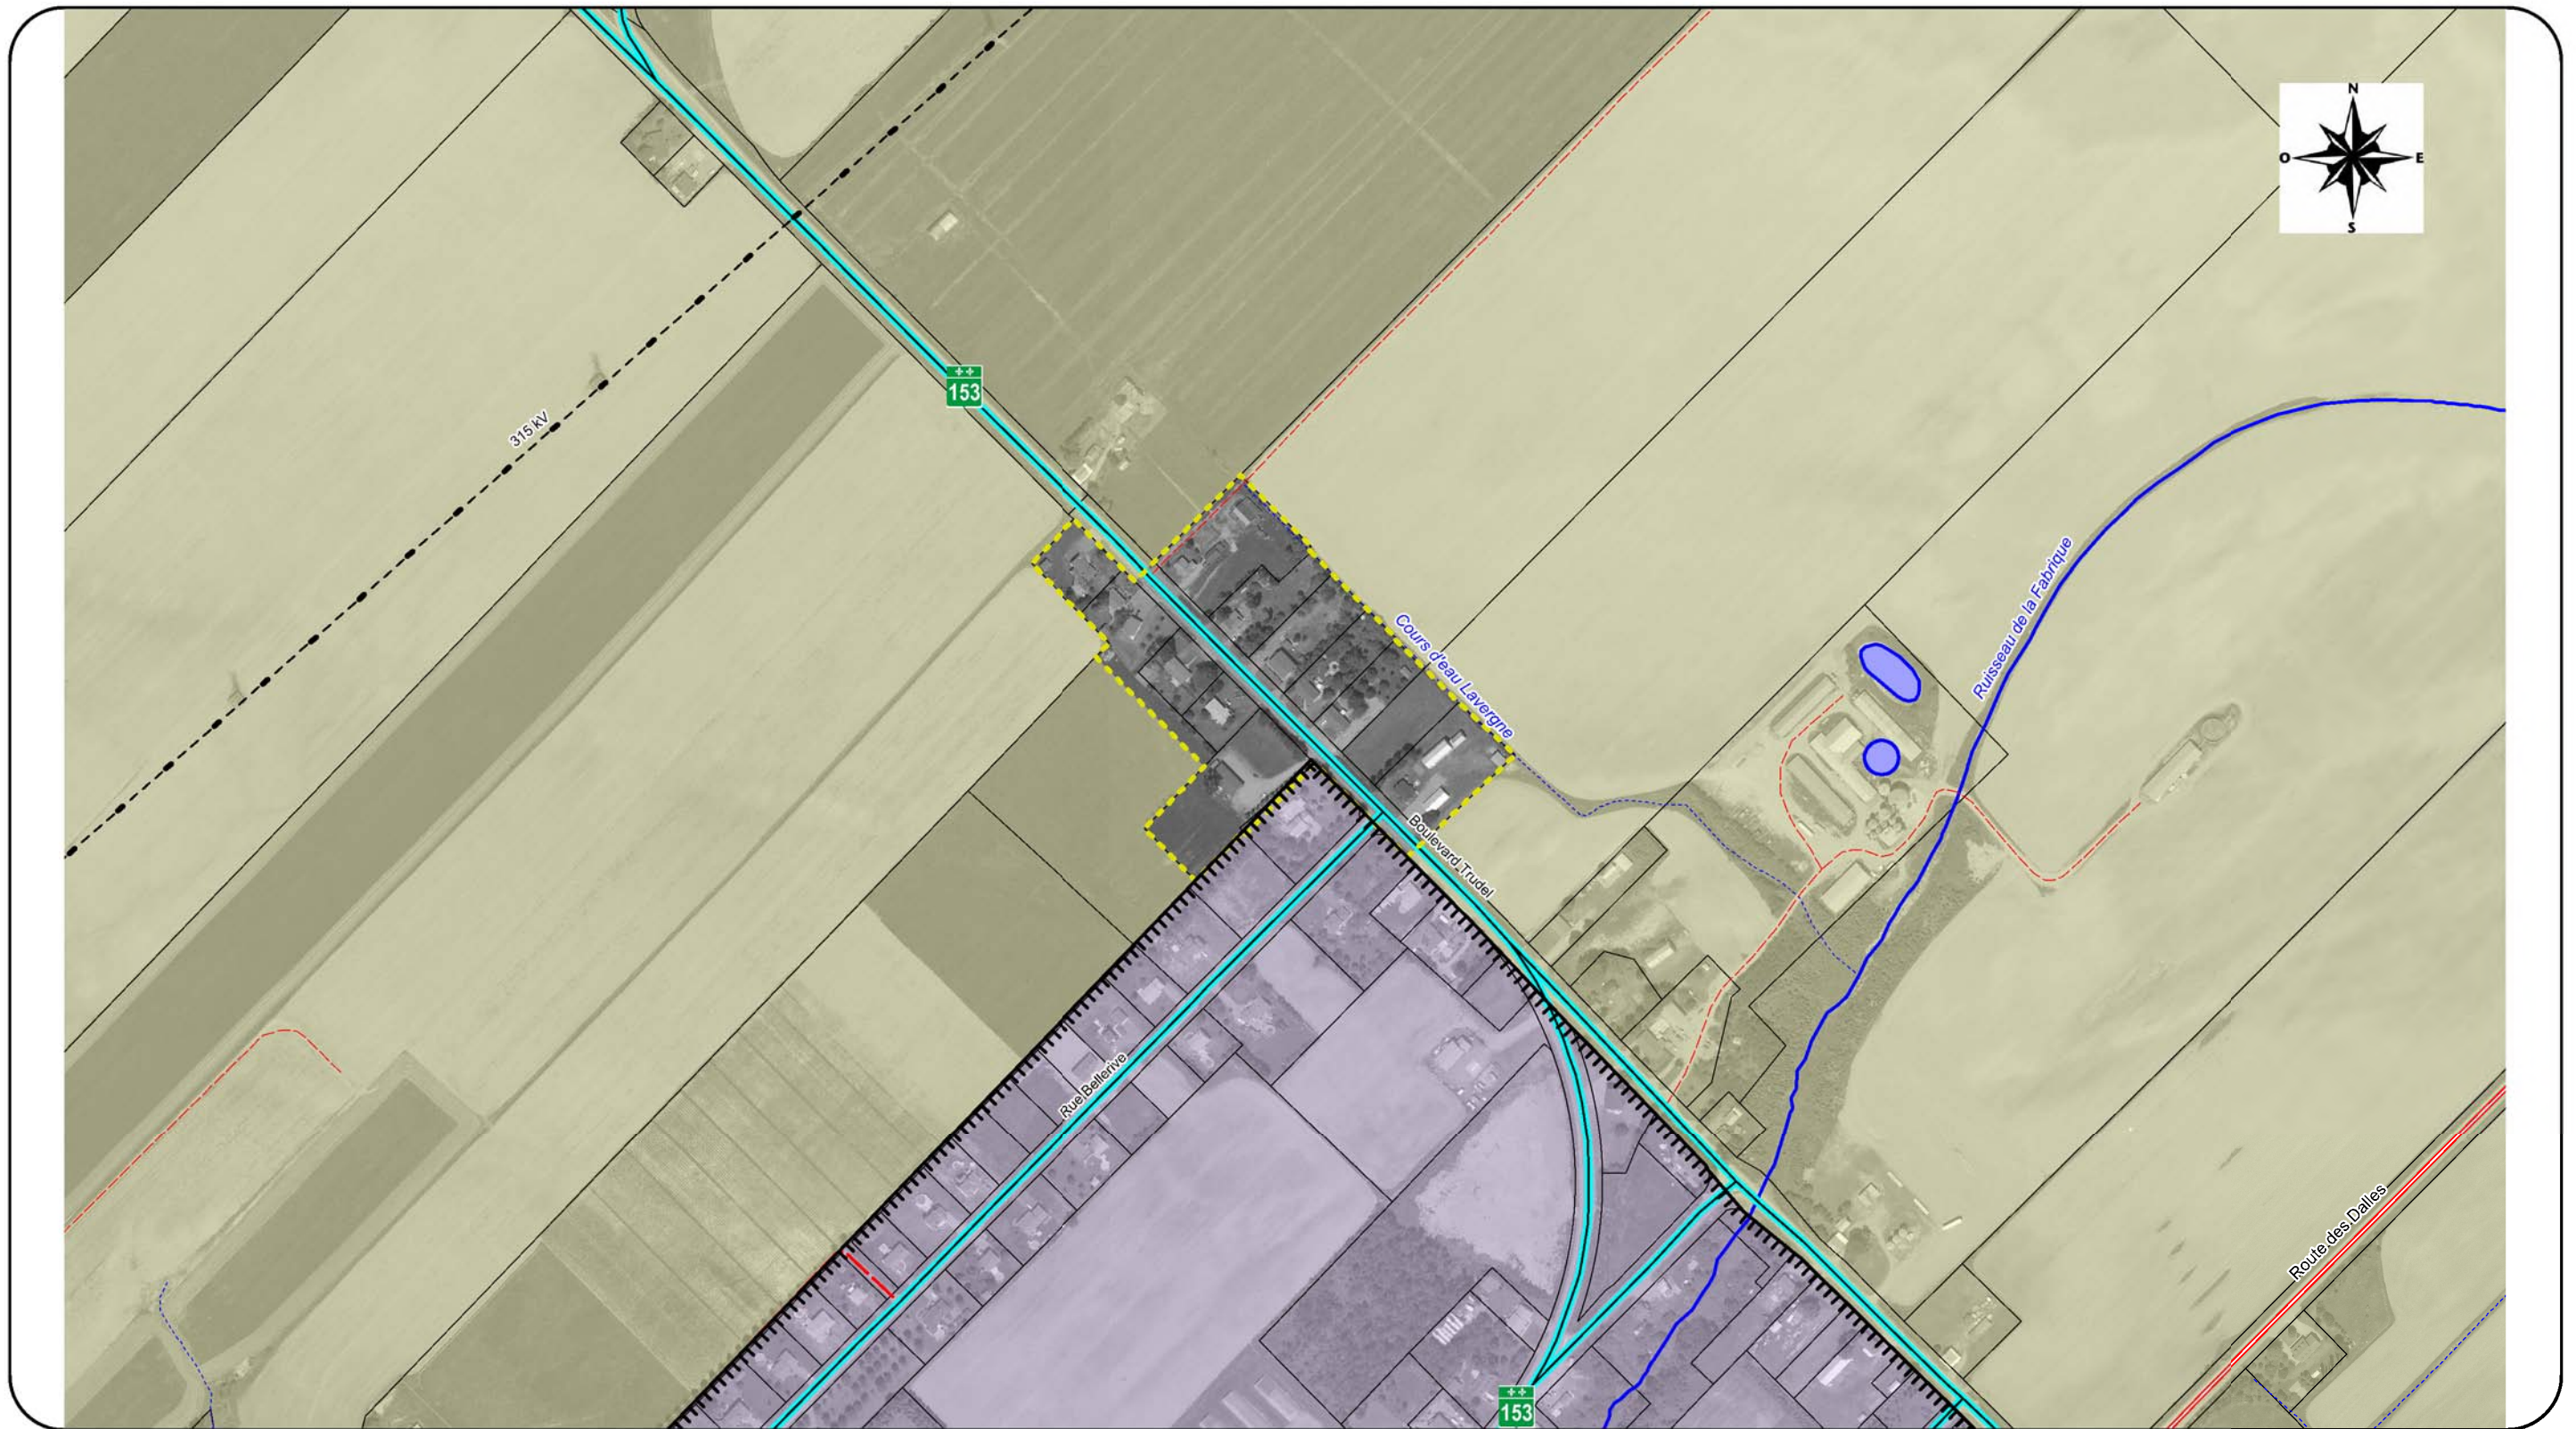 N
O
E
S
153
315 kV
Ruisseau de la Fabrique
Cours d'eau Lavergne
Boulevard Trudel
Rue Bellerive
Route des Dalles
153